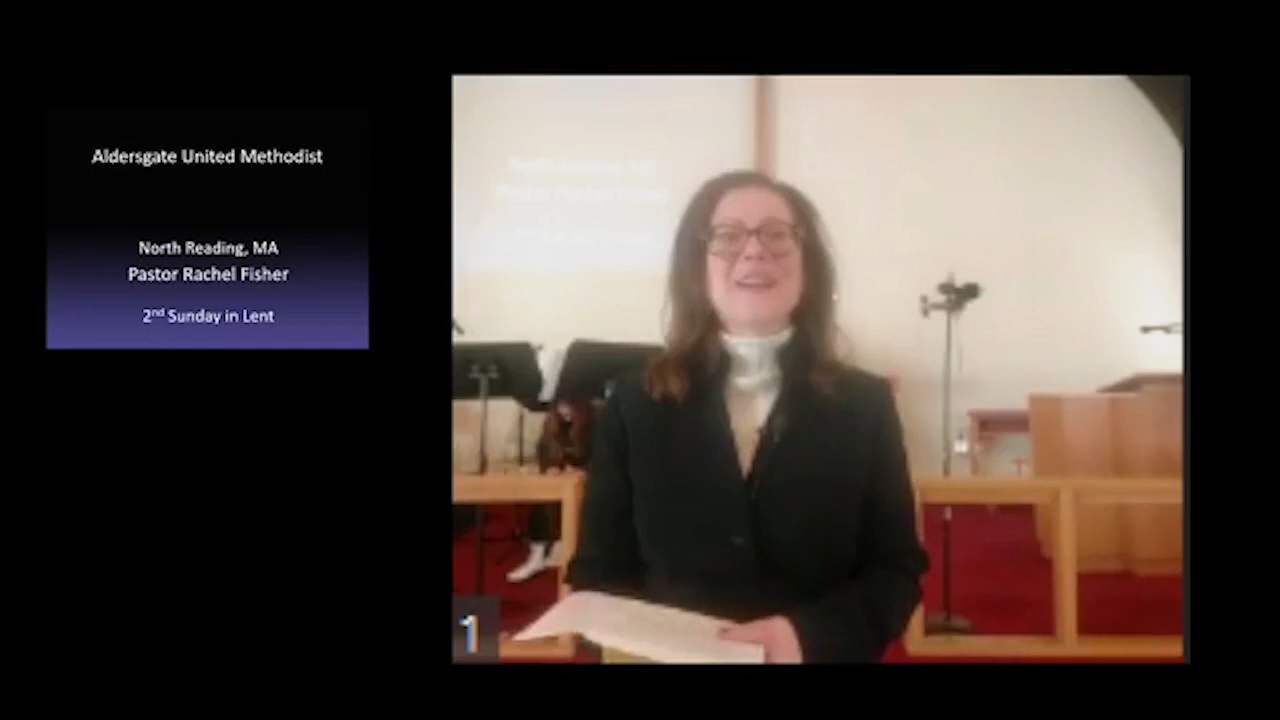 Aldersgate United Methodist
North Reading, MA
Pastor Rachel Fisher
2nd Sunday in Lent
1